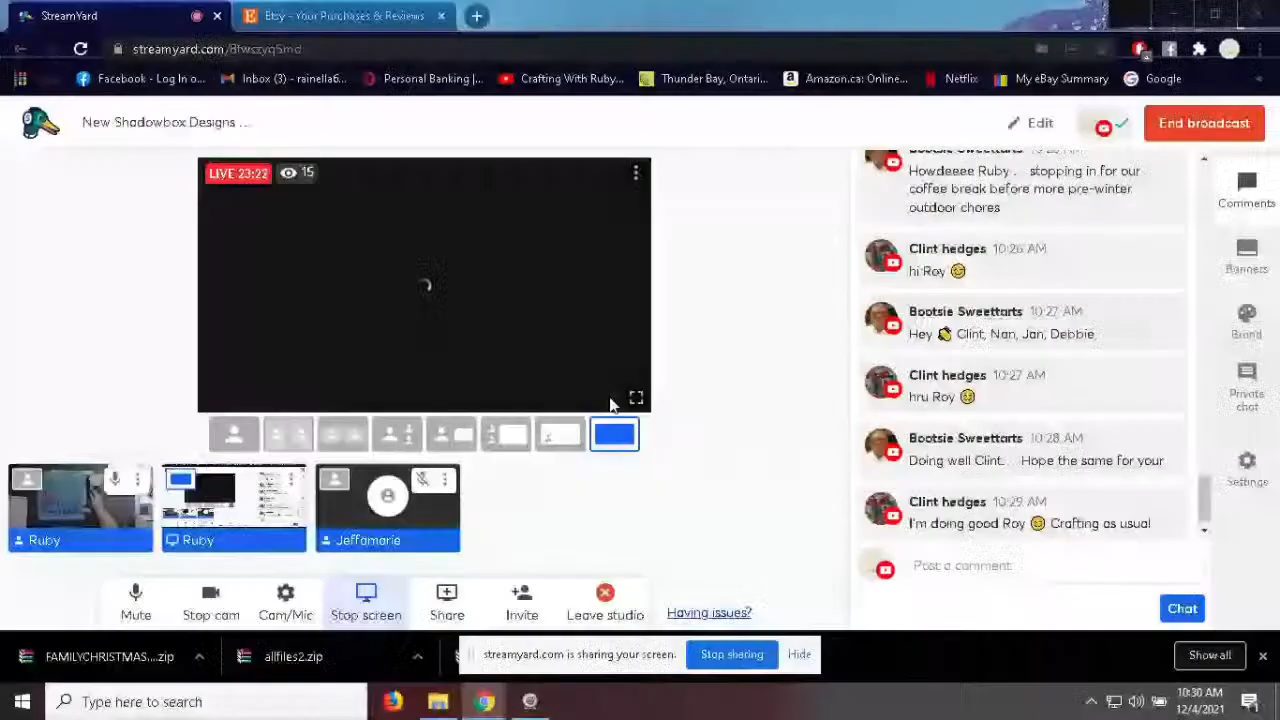 StreamYard
Etsy - Your Purchases & Reviews
streamyard.com/8fwczyq5md
Facebook - Log In o...
Inbox (3) - rainella6...
Personal Banking |...
Crafting With Ruby...
Thunder Bay, Ontari...
Amazon.ca: Online...
Netflix
My eBay Summary
Google
New Shadowbox Designs ...
Edit
End broadcast
LIVE 23:22
15
Bootsie Sweettarts
Howdeeee Ruby . stopping in for our
coffee break before more pre-winter
outdoor chores
Clint hedges 10:26 AM
hi Roy
Bootsie Sweettarts 10:27 AM
Hey Clint, Nan, Jan, Debbie
Clint hedges 10:27 AM
hru Roy
Bootsie Sweettarts 10:28 AM
Doing well Clint... Hope the same for your
Clint hedges 10:29 AM
I'm doing good Roy Crafting as usual
Post a comment
Chat
Comments
Banners
Brand
Private
chat
Settings
Ruby
Ruby
Jeffamarie
Mute
Stop cam
Cam/Mic
Stop screen
Share
Invite
Leave studio
Having issues?
FAMILYCHRISTMAS....zip
allfiles2.zip
streamyard.com is sharing your screen.
Stop sharing
Hide
Show all
Type here to search
10:30 AM
12/4/2021